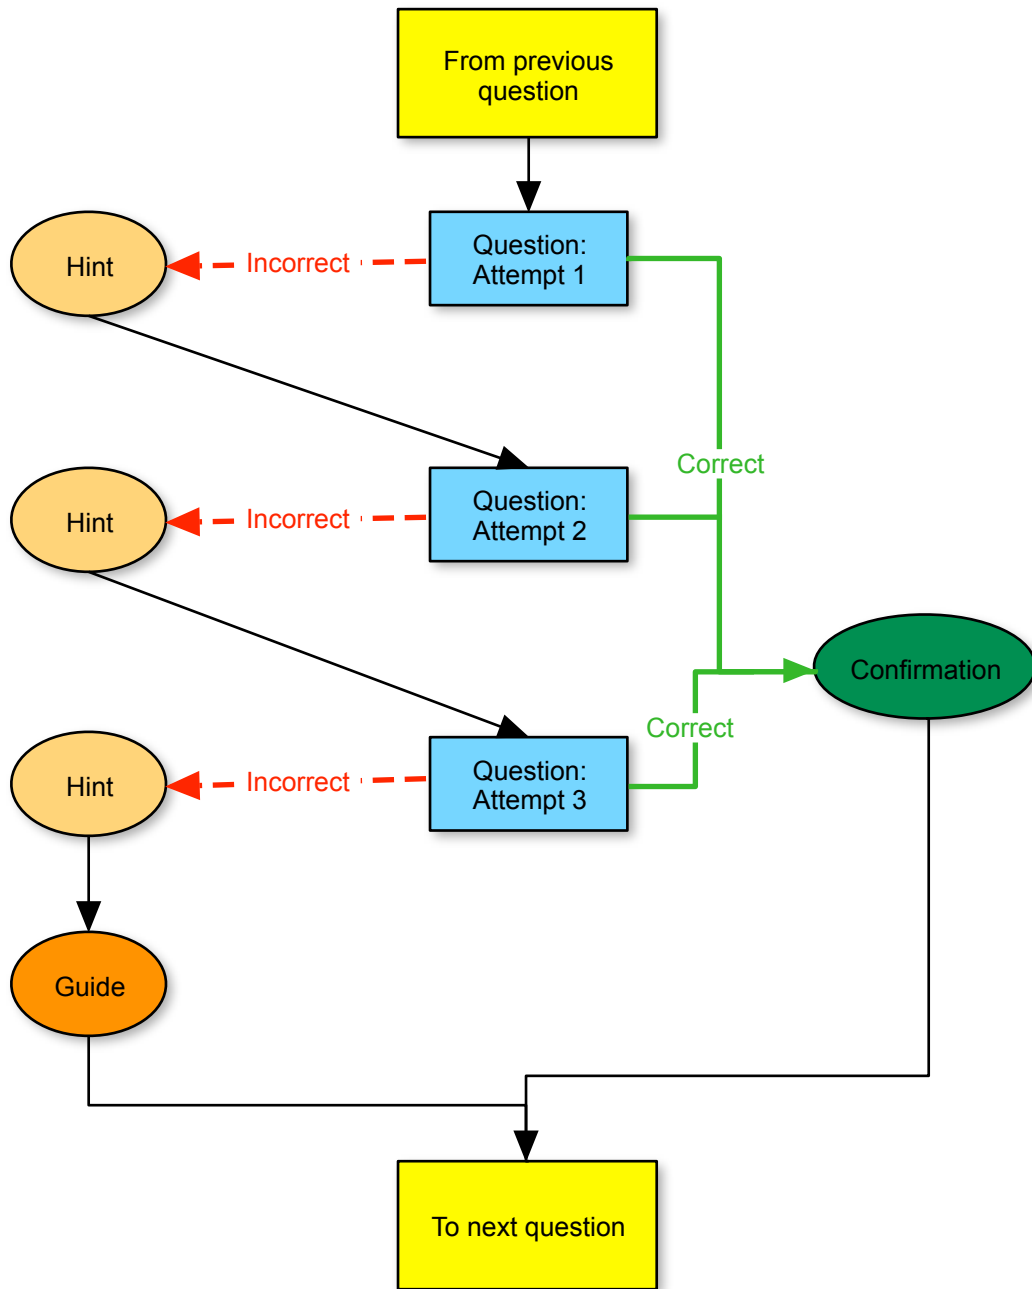 From previous
question
Question:
Attempt 1
Incorrect
Hint
Correct
Question:
Attempt 2
Incorrect
Hint
Confirmation
Correct
Question:
Attempt 3
Incorrect
Hint
Guide
To next question